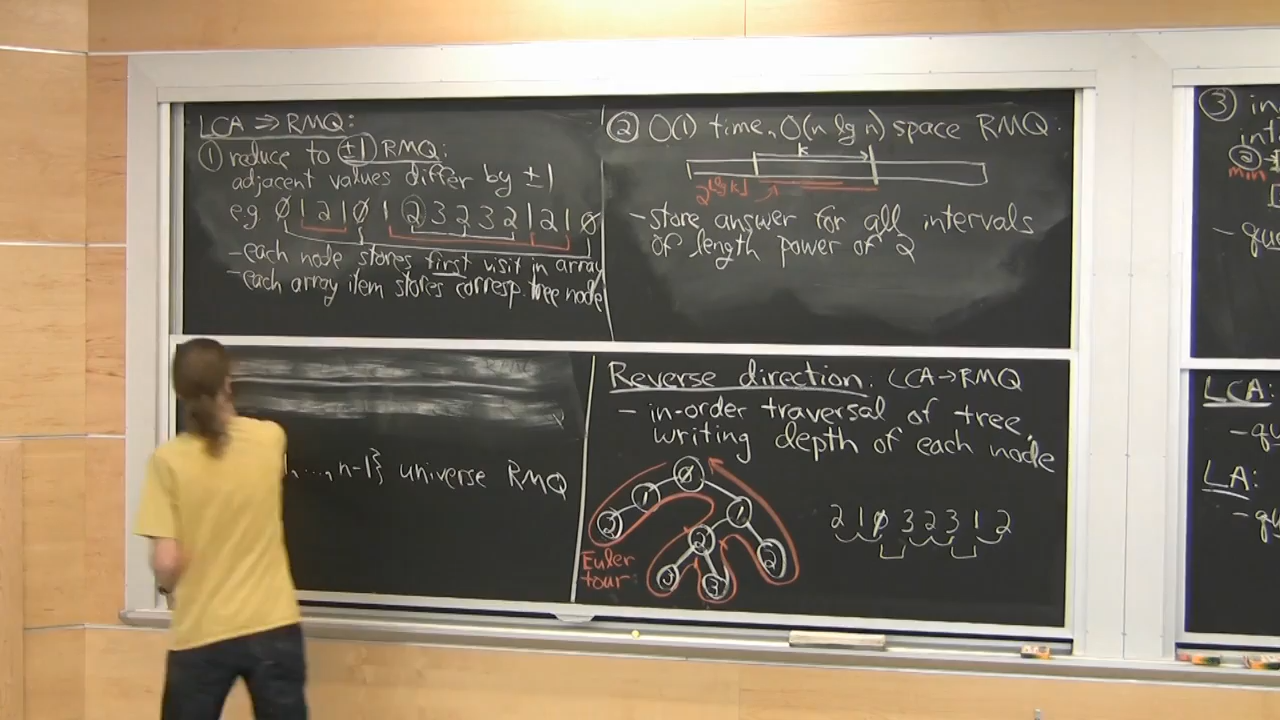 LCA → RMQ:
① reduce to ±1 RMQ:
adjacent values differ by ±1
e.g. 0 1 2 1 0 1 2 3 2 3 2 1 2 1 0
- each node stores first visit in array
- each array item stores corresp. tree node
② O(1) time, O(n lg n) space RMQ:
k
2^⌊lg k⌋
- store answer for all intervals
of length power of 2
1, ..., n-1} universe RMQ
Reverse direction: LCA → RMQ
- in-order traversal of tree,
writing depth of each node
0
1
1
2
2
2
3
3
Euler
tour:
2 1 0 3 2 3 1 2
③ in
int
②
min
LCA:
LA: